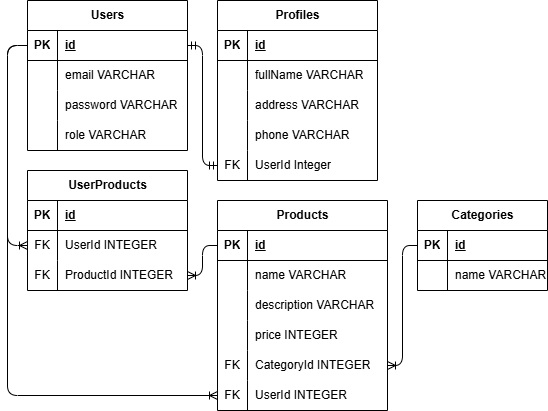 Users
PK id
email VARCHAR
password VARCHAR
role VARCHAR
Profiles
PK id
fullName VARCHAR
address VARCHAR
phone VARCHAR
FK UserId Integer
UserProducts
PK id
FK UserId INTEGER
FK ProductId INTEGER
Products
PK id
name VARCHAR
description VARCHAR
price INTEGER
FK CategoryId INTEGER
FK UserId INTEGER
Categories
PK id
name VARCHAR